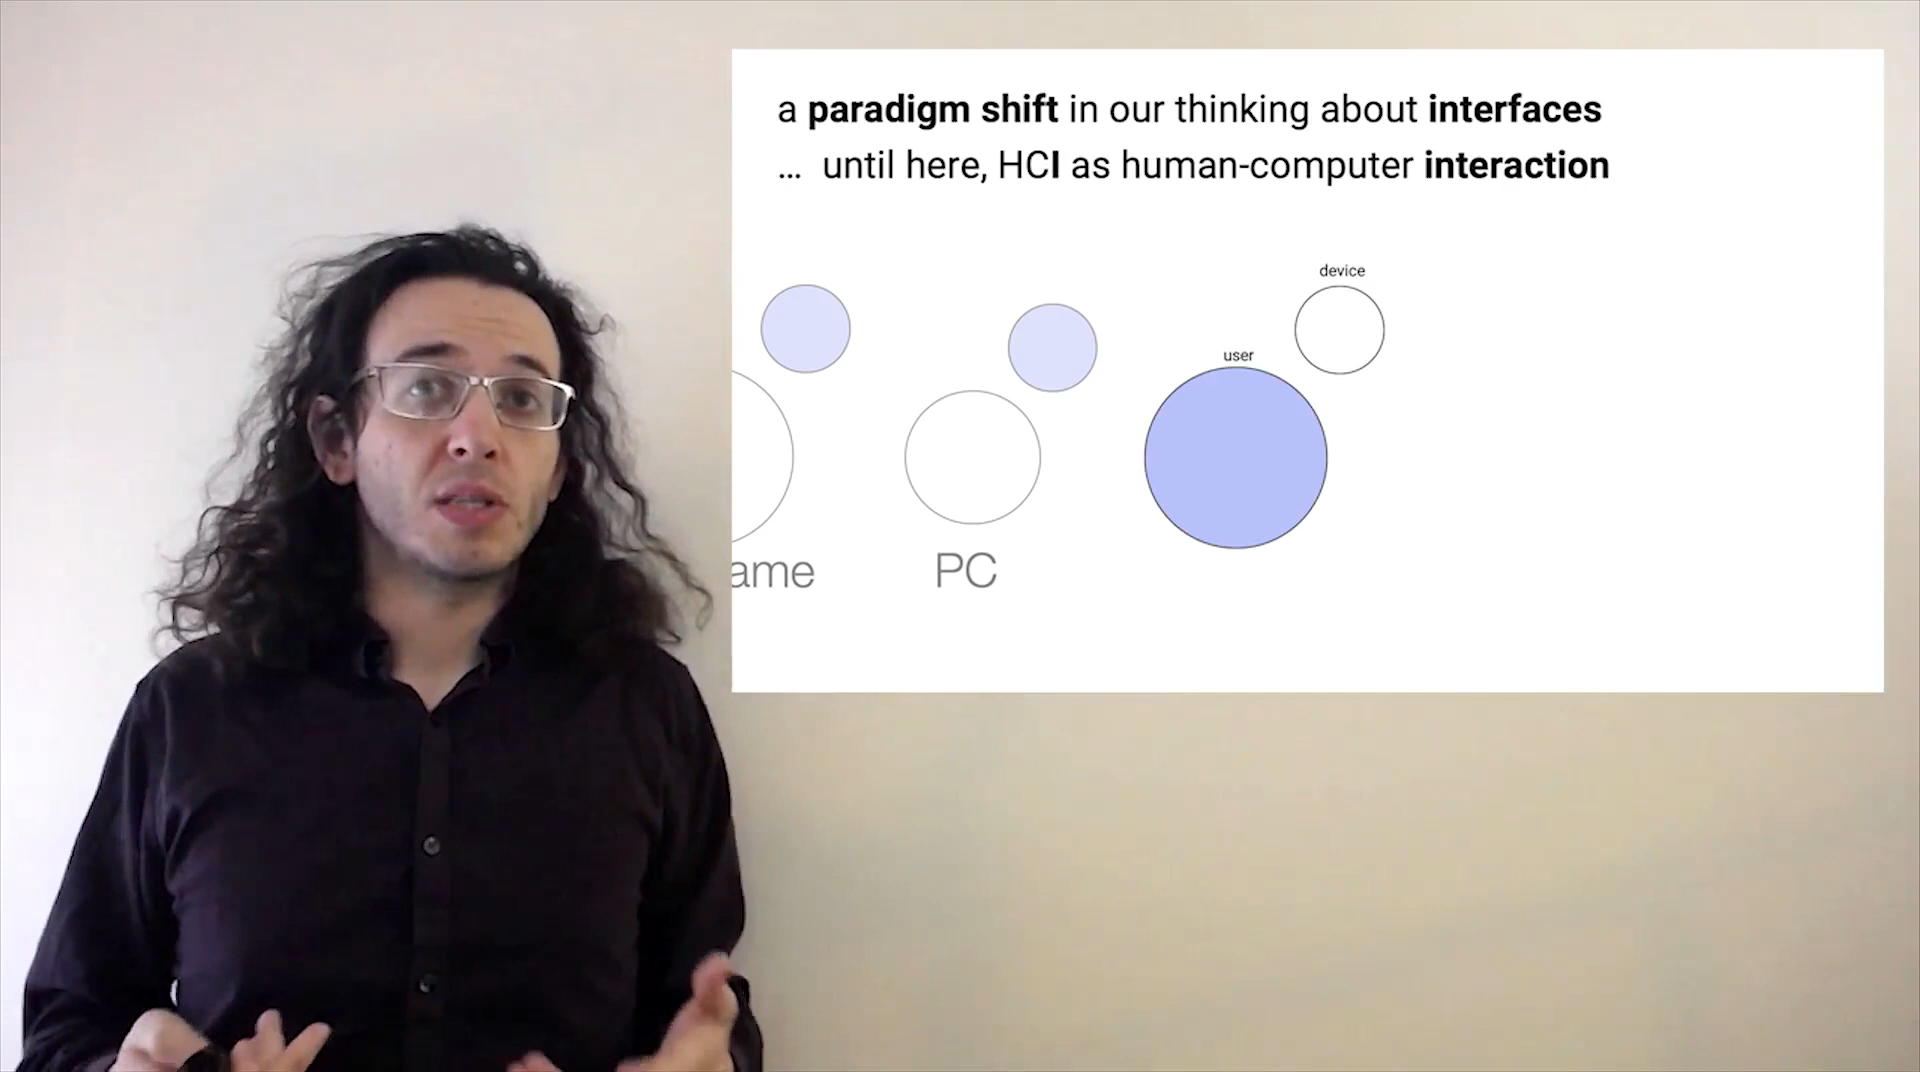 a paradigm shift in our thinking about interfaces
... until here, HCI as human-computer interaction
device
user
ame
PC